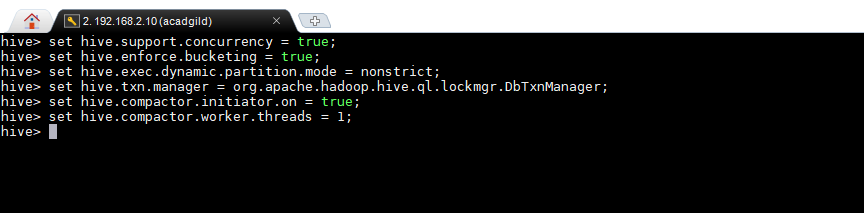 2. 192.168.2.10 (acadgild)
hive> set hive.support.concurrency = true;
hive> set hive.enforce.bucketing = true;
hive> set hive.exec.dynamic.partition.mode = nonstrict;
hive> set hive.txn.manager = org.apache.hadoop.hive.ql.lockmgr.DbTxnManager;
hive> set hive.compactor.initiator.on = true;
hive> set hive.compactor.worker.threads = 1;
hive>